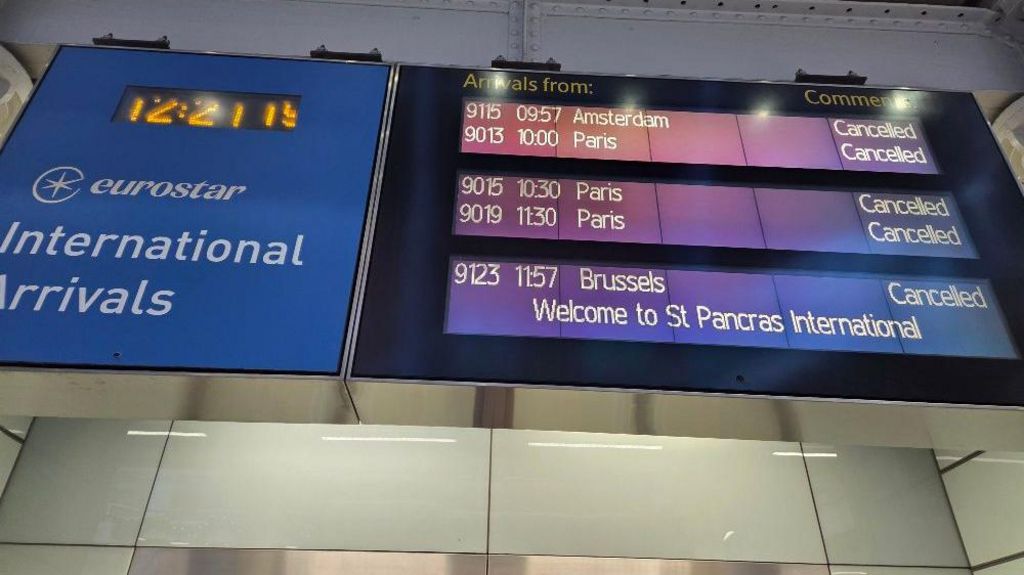 12:21 15
eurostar
International
Arrivals
Arrivals from:
9115 09:57 Amsterdam Cancelled
9013 10:00 Paris Cancelled
9015 10:30 Paris Cancelled
9019 11:30 Paris Cancelled
9123 11:57 Brussels Cancelled
Welcome to St Pancras International